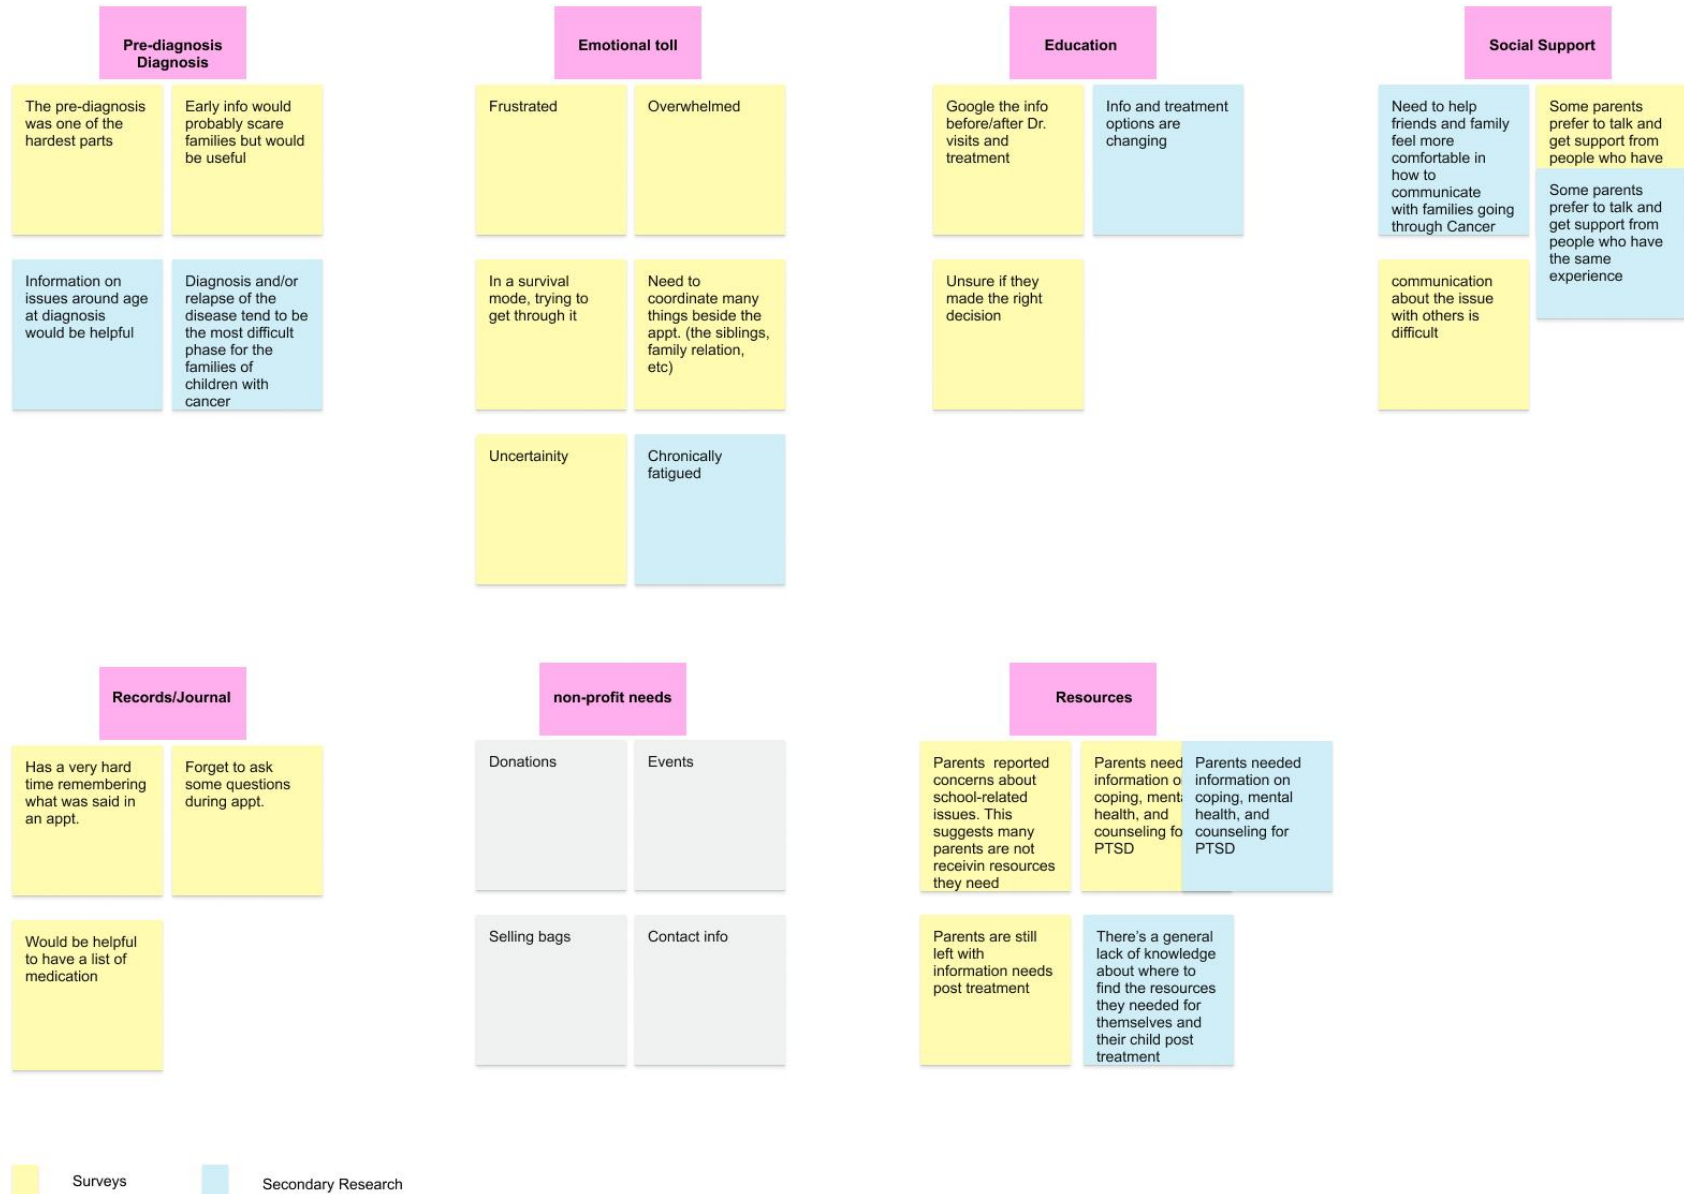 Pre-diagnosis
Diagnosis
The pre-diagnosis
was one of the
hardest parts
Early info would
probably scare
families but would
be useful
Information on
issues around age
at diagnosis
would be helpful
Diagnosis and/or
relapse of the
disease tend to be
the most difficult
phase for the
families of
children with
cancer
Emotional toll
Frustrated
Overwhelmed
In a survival
mode, trying to
get through it
Need to
coordinate many
things beside the
appt. (the siblings,
family relation,
etc)
Uncertainity
Chronically
fatigued
Education
Google the info
before/after Dr.
visits and
treatment
Info and treatment
options are
changing
Unsure if they
made the right
decision
Social Support
Need to help
friends and family
feel more
comfortable in
how to
communicate
with families going
through Cancer
Some parents
prefer to talk and
get support from
people who have
Some parents
prefer to talk and
get support from
people who have
the same
experience
communication
about the issue
with others is
difficult
Records/Journal
Has a very hard
time remembering
what was said in
an appt.
Forget to ask
some questions
during appt.
Would be helpful
to have a list of
medication
non-profit needs
Donations
Events
Selling bags
Contact info
Resources
Parents reported
concerns about
school-related
issues. This
suggests many
parents are not
receivin resources
they need
Parents need
information o
coping, menta
health, and
counseling fo
PTSD
Parents needed
information on
coping, mental
health, and
counseling for
PTSD
Parents are still
left with
information needs
post treatment
There's a general
lack of knowledge
about where to
find the resources
they needed for
themselves and
their child post
treatment
Surveys
Secondary Research